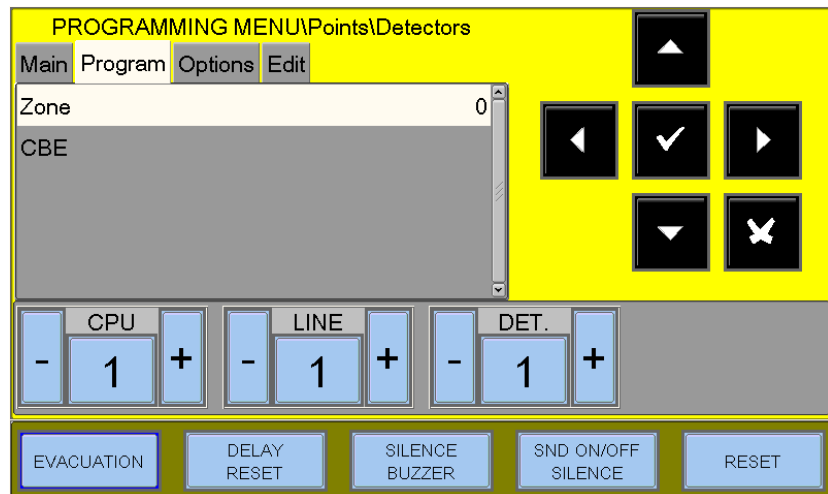 PROGRAMMING MENU\Points\Detectors
Main Program Options Edit
Zone 0
CBE
CPU LINE DET.
- 1 + - 1 + - 1 +
EVACUATION
DELAY
RESET
SILENCE
BUZZER
SND ON/OFF
SILENCE
RESET